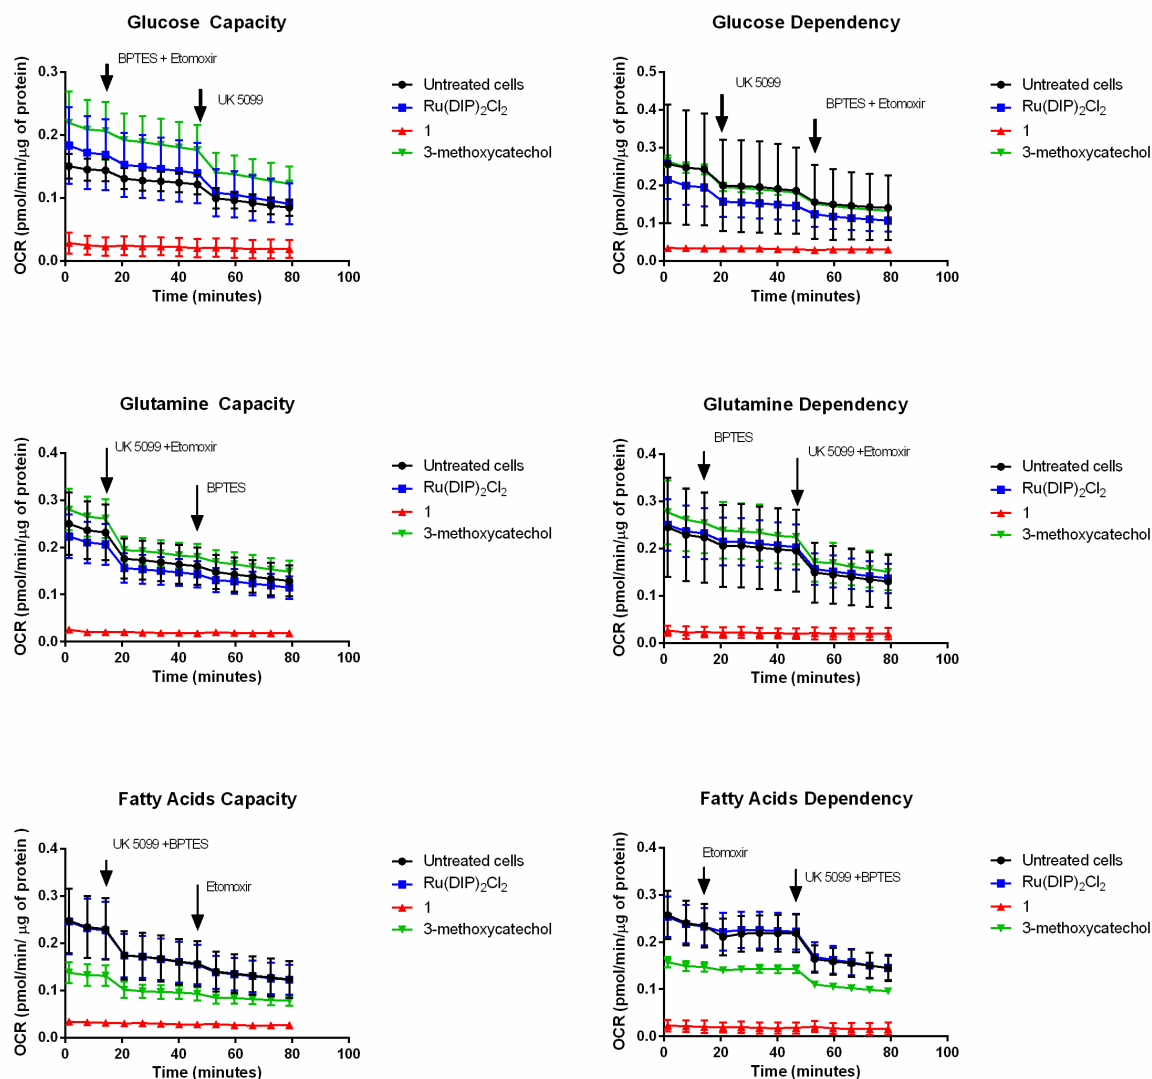 Glucose Capacity
BPTES + Etomoxir
UK 5099
OCR (pmol/min/μg of protein)
0.3
0.2
0.1
0.0
0 20 40 60 80 100
Time (minutes)
Untreated cells
Ru(DIP)2Cl2
1
3-methoxycatechol
Glucose Dependency
UK 5099
BPTES + Etomoxir
OCR (pmol/min/μg of protein)
0.5
0.4
0.3
0.2
0.1
0.0
0 20 40 60 80 100
Time (minutes)
Untreated cells
Ru(DIP)2Cl2
1
3-methoxycatechol
Glutamine Capacity
UK 5099 +Etomoxir
BPTES
OCR (pmol/min/μg of protein)
0.4
0.3
0.2
0.1
0.0
0 20 40 60 80 100
Time (minutes)
Untreated cells
Ru(DIP)2Cl2
1
3-methoxycatechol
Glutamine Dependency
BPTES
UK 5099 +Etomoxir
OCR (pmol/min/μg of protein)
0.4
0.3
0.2
0.1
0.0
0 20 40 60 80 100
Time (minutes)
Untreated cells
Ru(DIP)2Cl2
1
3-methoxycatechol
Fatty Acids Capacity
UK 5099 +BPTES
Etomoxir
OCR (pmol/min/ μg of protein )
0.4
0.3
0.2
0.1
0.0
0 20 40 60 80 100
Time (minutes)
Untreated cells
Ru(DIP)2Cl2
1
3-methoxycatechol
Fatty Acids Dependency
Etomoxir
UK 5099 +BPTES
OCR (pmol/min/ μg of protein)
0.4
0.3
0.2
0.1
0.0
0 20 40 60 80 100
Time (minutes)
Untreated cells
Ru(DIP)2Cl2
1
3-methoxycatechol